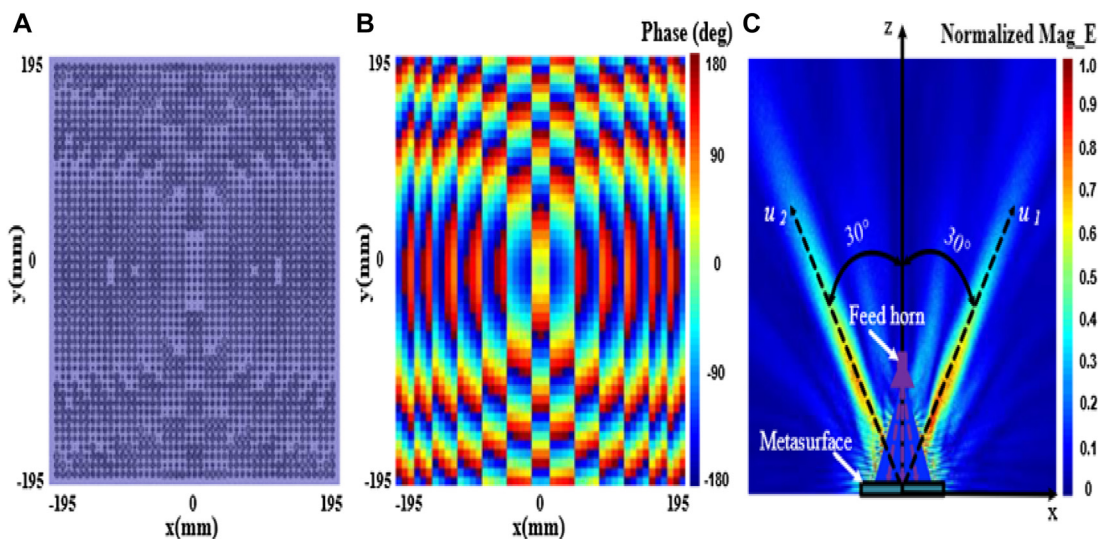 A
195
y(mm)
0
-195
-195
0
195
x(mm)
B
Phase (deg)
195
180
90
y(mm)
0
0
-90
-195
-180
-195
0
195
x(mm)
C
z
Normalized Mag_E
1.0
0.9
0.8
0.7
u2
u1
0.6
30°
30°
0.5
Feed horn
0.4
0.3
0.2
Metasurface
0.1
0
x